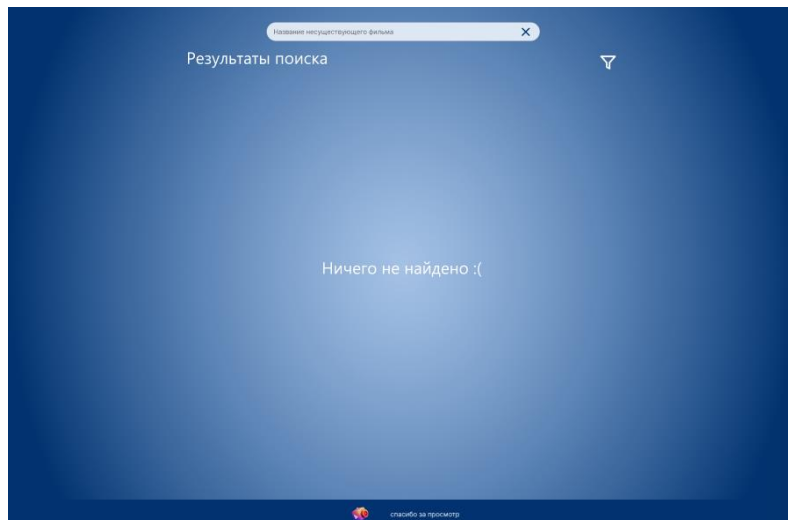 Название несуществующего фильма
Результаты поиска
Ничего не найдено :(
спасибо за просмотр